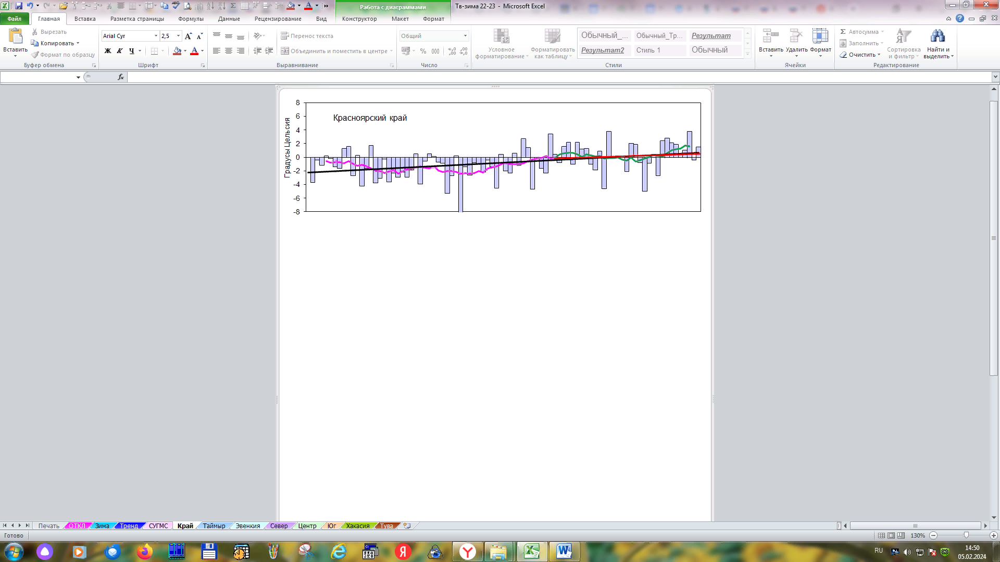 Работа с диаграммами
Тв-зима 22-23 - Microsoft Excel
Файл Главная Вставка Разметка страницы Формулы Данные Рецензирование Вид Конструктор Макет Формат
Вставить
Вырезать
Копировать
Формат по образцу
Буфер обмена
Arial Cyr 2,5
Ж К Ч
Шрифт
Перенос текста
Объединить и поместить в центре
Выравнивание
Общий
% 000
Число
Условное форматирование
Форматировать как таблицу
Обычный_... Обычный_Тр... Результат
Результат2 Стиль 1 Обычный
Стили
Вставить Удалить Формат
Ячейки
Автосумма
Заполнить
Очистить
Сортировка и фильтр
Найти и выделить
Редактирование
fx
Красноярский край
Градусы Цельсия
8
6
4
2
0
-2
-4
-6
-8
Печать ОТКЛ Зима Тренд СУГМС Край Таймыр Эвенкия Север Центр Юг Хакасия Тува
Готово
130%
RU
14:50
05.02.2024